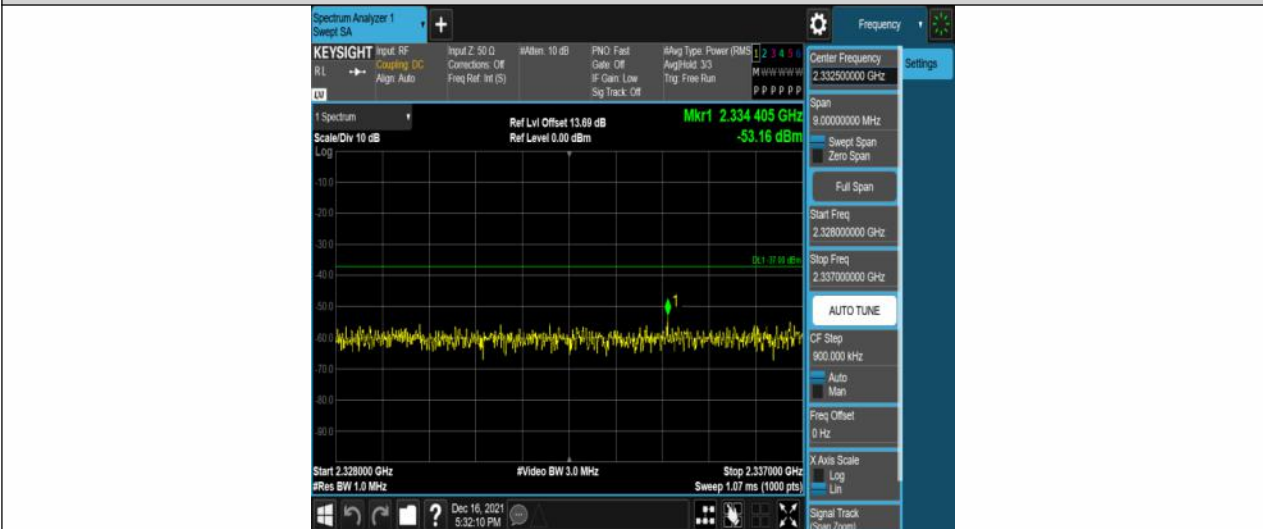 Spectrum Analyzer 1
Swept SA
+
Frequency
KEYSIGHT
RL
Input: RF
Coupling: DC
Align: Auto
Input Z: 50 Ω
Corrections: Off
Freq Ref: Int (S)
#Atten: 10 dB
PNO: Fast
Gate: Off
IF Gain: Low
Sig Track: Off
#Avg Type: Power (RMS
Avg|Hold: 3/3
Trig: Free Run
1 2 3 4 5 6
M W W W W W
P P P P P P
LVI
1 Spectrum
Scale/Div 10 dB
Log
Ref Lvl Offset 13.69 dB
Ref Level 0.00 dBm
Mkr1 2.334 405 GHz
-53.16 dBm
-10.0
-20.0
-30.0
DL1 -37.00 dBm
-40.0
-50.0
1
-60.0
-70.0
-80.0
-90.0
Start 2.328000 GHz
#Res BW 1.0 MHz
#Video BW 3.0 MHz
Stop 2.337000 GHz
Sweep 1.07 ms (1000 pts)
?
Dec 16, 2021
5:32:10 PM
Center Frequency
2.332500000 GHz
Settings
Span
9.00000000 MHz
Swept Span
Zero Span
Full Span
Start Freq
2.328000000 GHz
Stop Freq
2.337000000 GHz
AUTO TUNE
CF Step
900.000 kHz
Auto
Man
Freq Offset
0 Hz
X Axis Scale
Log
Lin
Signal Track
(Span Zoom)